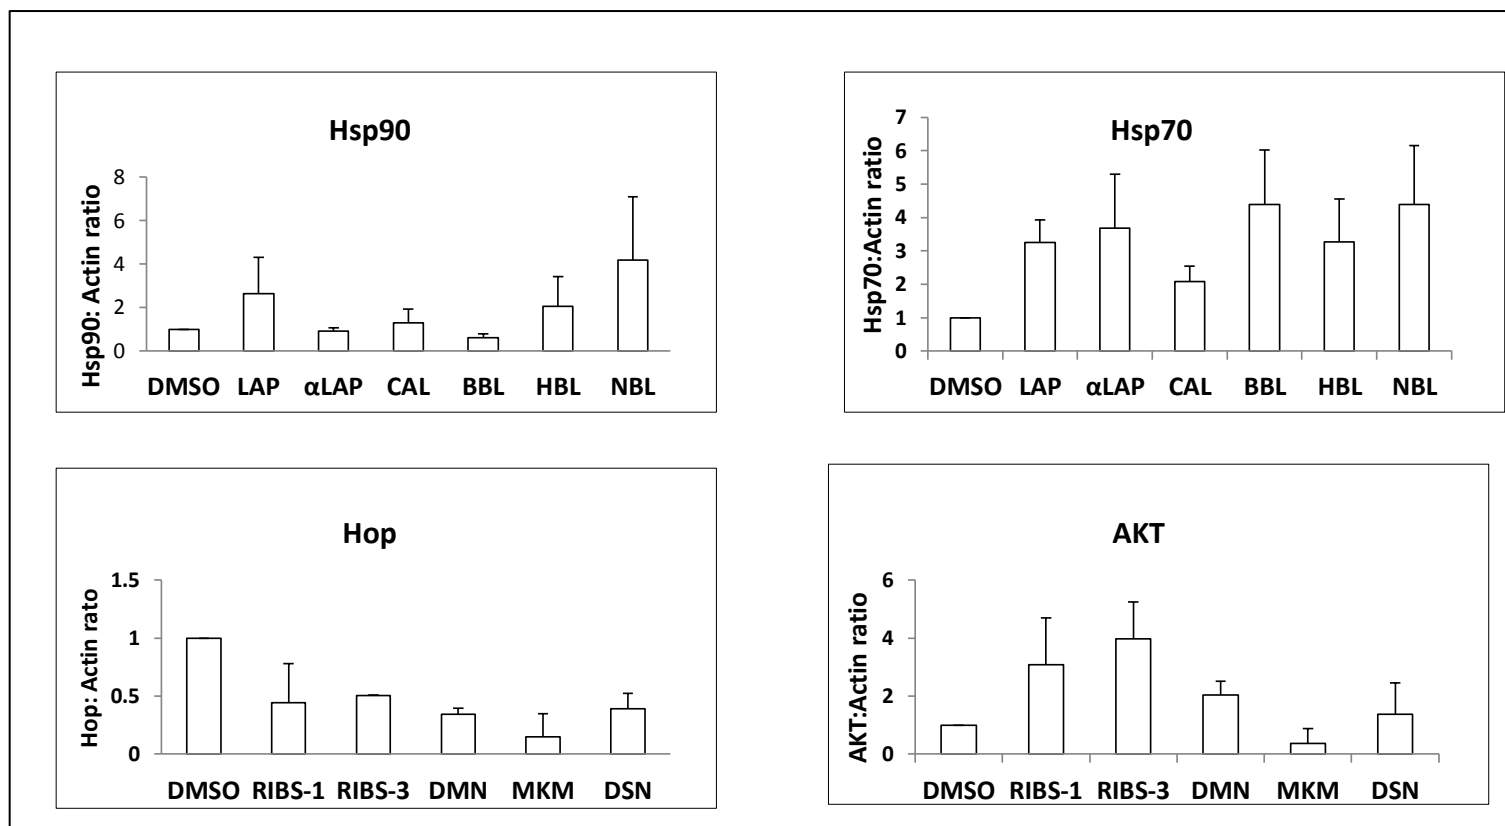 Hsp90
Hsp90: Actin ratio
8
6
4
2
0
DMSO LAP αLAP CAL BBL HBL NBL
Hsp70
Hsp70:Actin ratio
7
6
5
4
3
2
1
0
DMSO LAP αLAP CAL BBL HBL NBL
Hop
Hop: Actin rato
1.5
1
0.5
0
DMSO RIBS-1 RIBS-3 DMN MKM DSN
AKT
AKT:Actin ratio
6
4
2
0
DMSO RIBS-1 RIBS-3 DMN MKM DSN